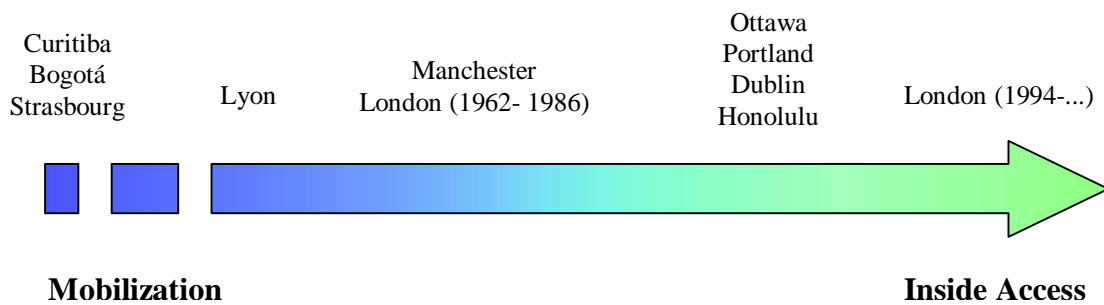 Curitiba
Bogotá
Strasbourg
Lyon
Manchester
London (1962- 1986)
Ottawa
Portland
Dublin
Honolulu
London (1994-...)
Mobilization
Inside Access